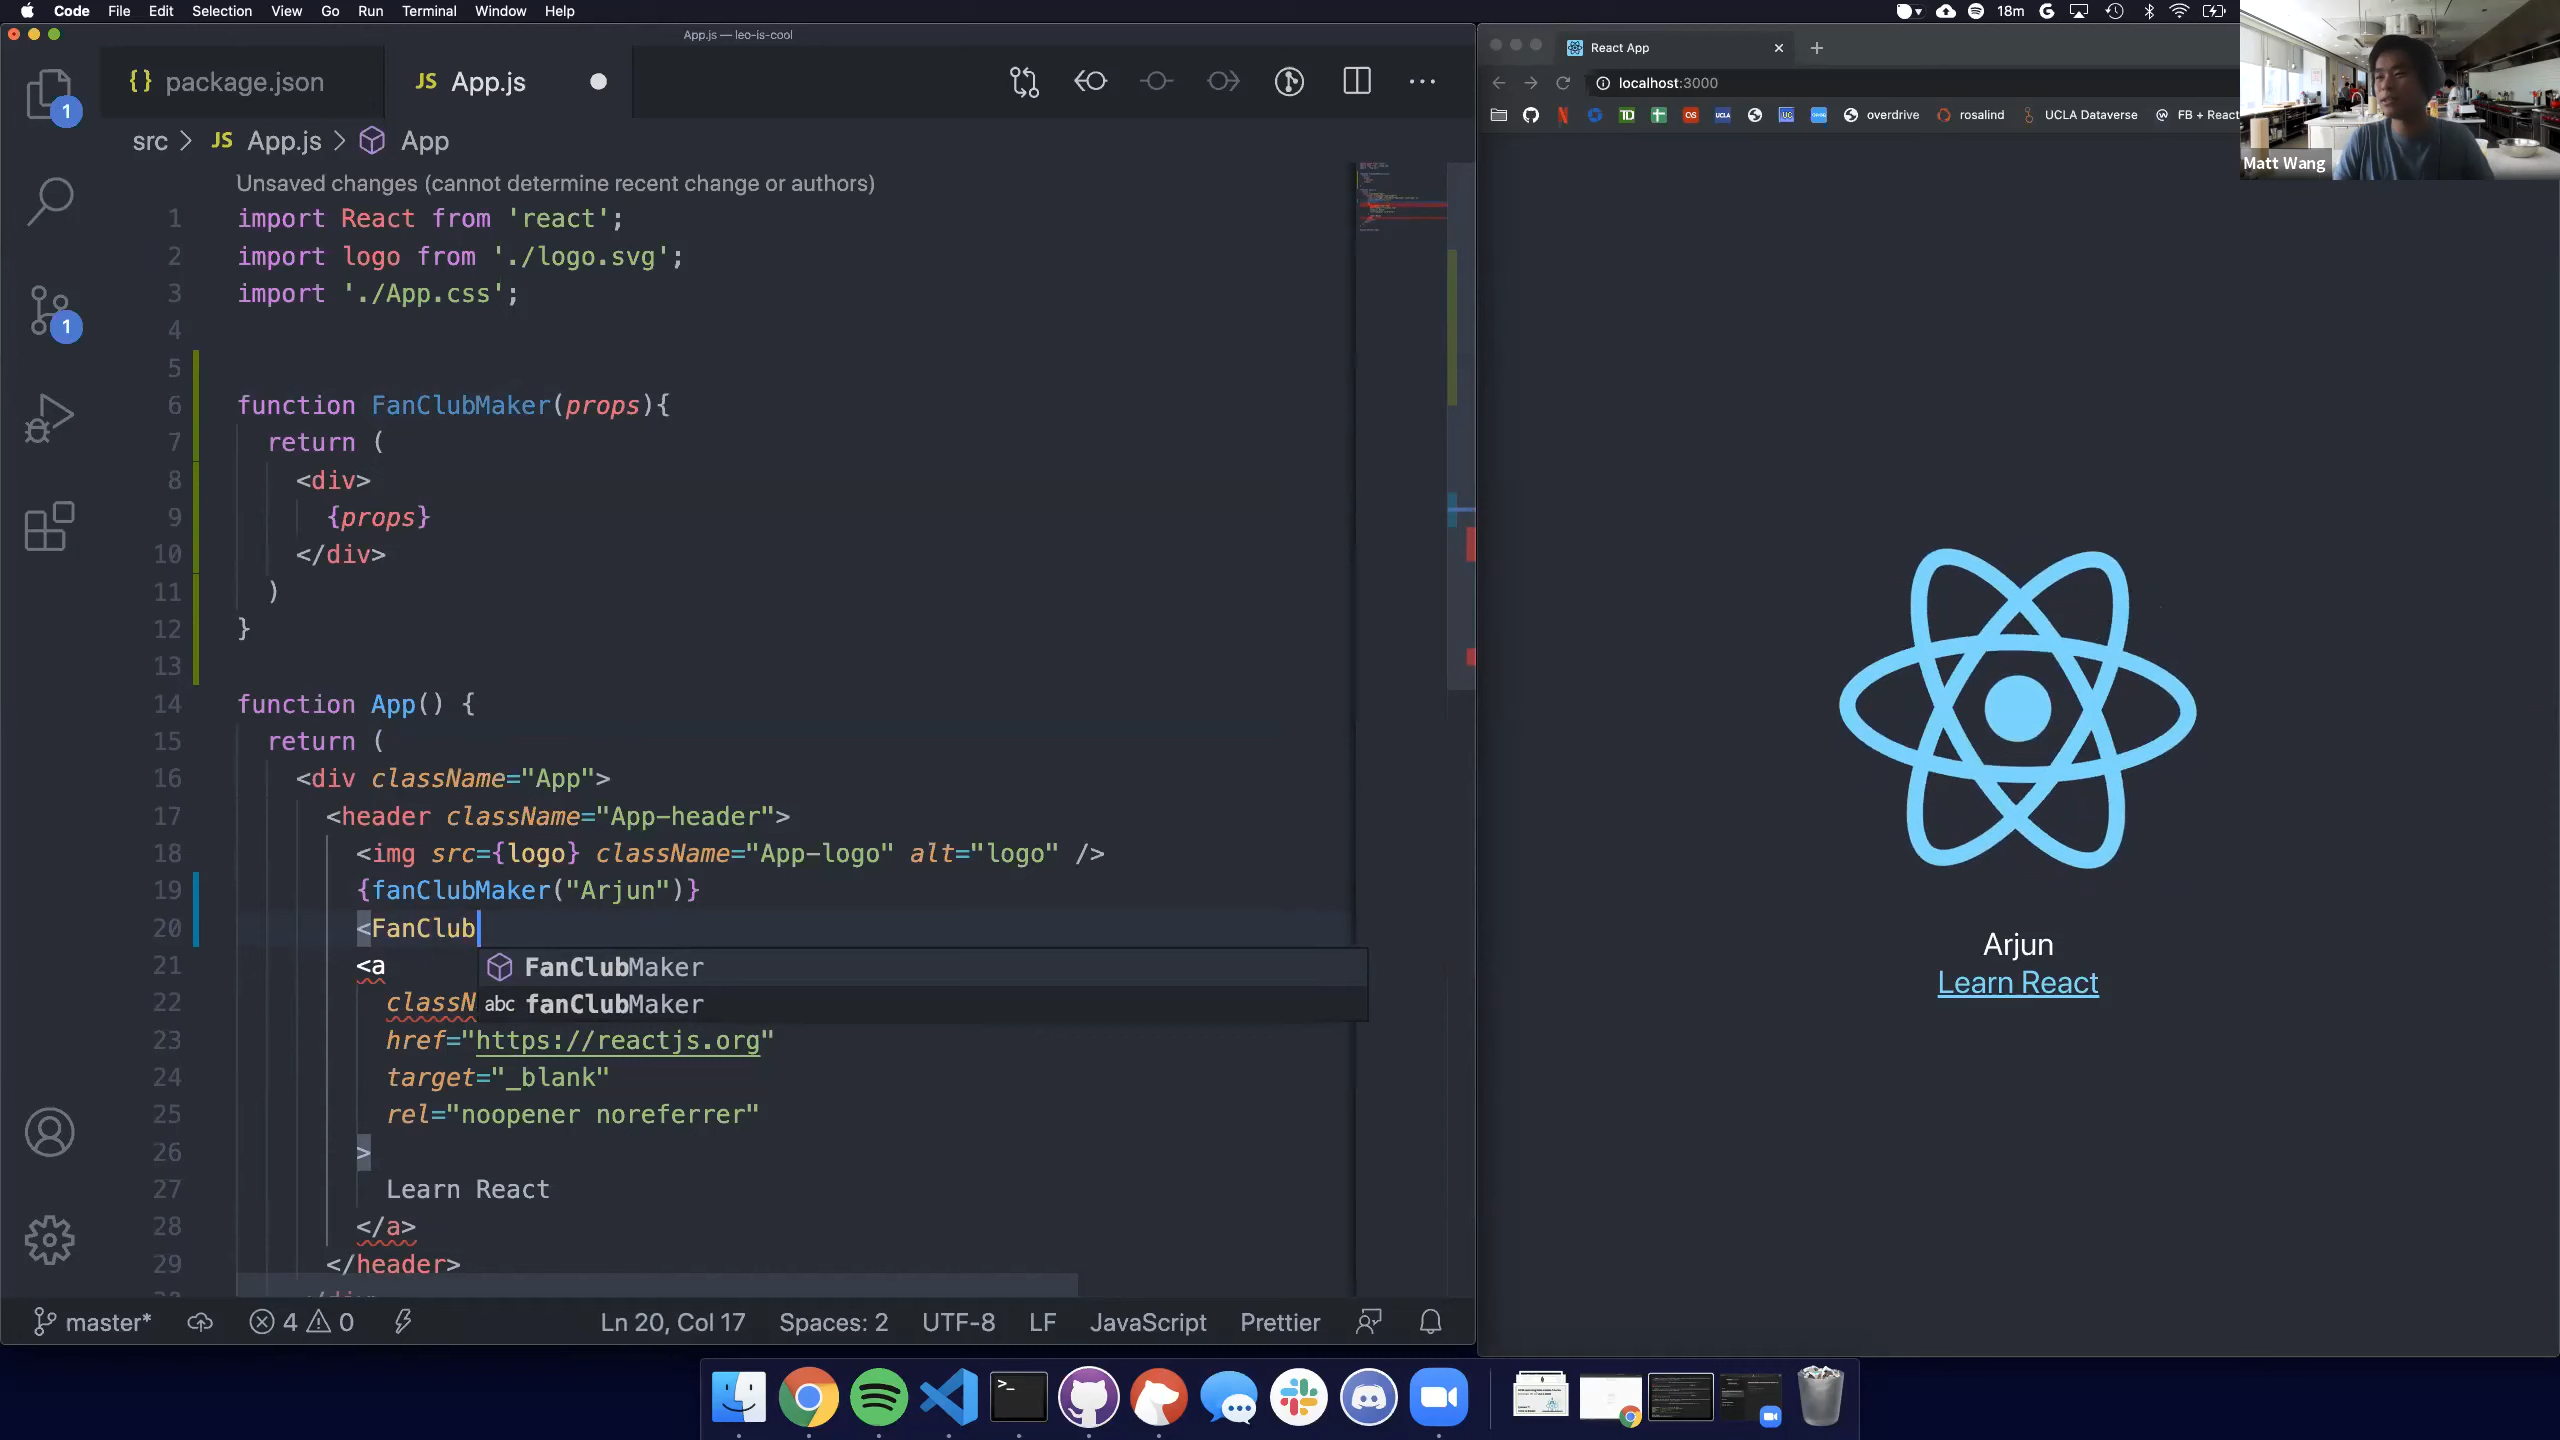 Code File Edit Selection View Go Run Terminal Window Help
18m
App.js — leo-is-cool
package.json
JS App.js
src > JS App.js > App
Unsaved changes (cannot determine recent change or authors)
1 import React from 'react';
2 import logo from './logo.svg';
3 import './App.css';
4
5
6 function FanClubMaker(props){
7 return (
8 <div>
9 {props}
10 </div>
11 )
12 }
13
14 function App() {
15 return (
16 <div className="App">
17 <header className="App-header">
18 <img src={logo} className="App-logo" alt="logo" />
19 {fanClubMaker("Arjun")}
20 <FanClub
FanClubMaker
abc fanClubMaker
21 <a
22 classN
23 href="https://reactjs.org"
24 target="_blank"
25 rel="noopener noreferrer"
26 >
27 Learn React
28 </a>
29 </header>
master* 4 0 Ln 20, Col 17 Spaces: 2 UTF-8 LF JavaScript Prettier
1
1
React App
localhost:3000
TD UCLA UC overdrive rosalind UCLA Dataverse FB + React
Matt Wang
Arjun
Learn React